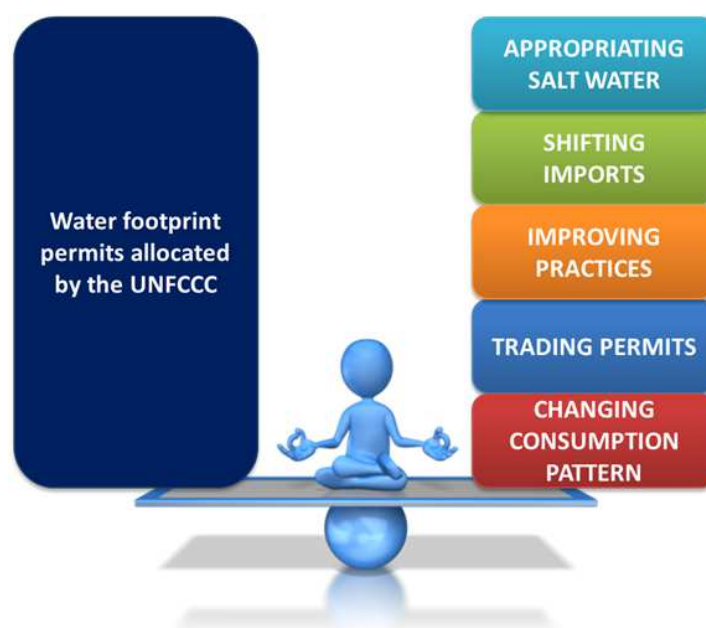 Water footprint
permits allocated
by the UNFCCC
APPROPRIATING
SALT WATER
SHIFTING
IMPORTS
IMPROVING
PRACTICES
TRADING PERMITS
CHANGING
CONSUMPTION
PATTERN